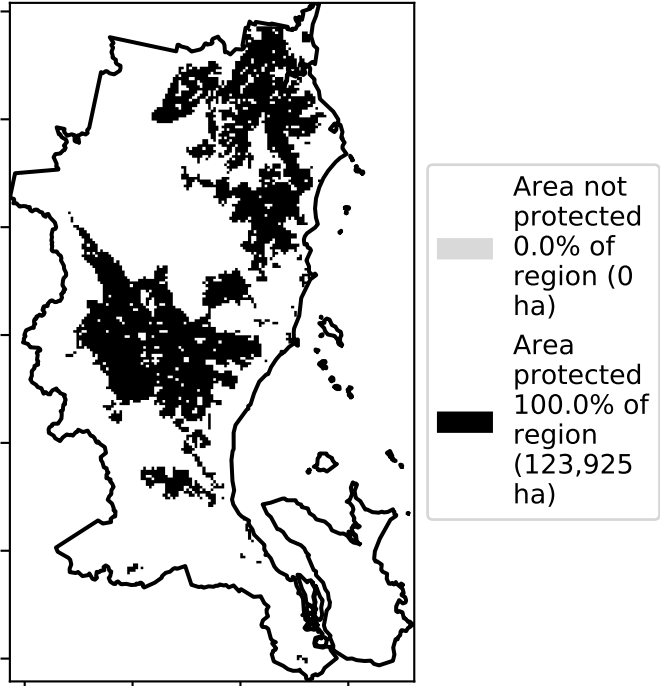 Area not
protected
0.0% of
region (0
ha)
Area
protected
100.0% of
region
(123,925
ha)